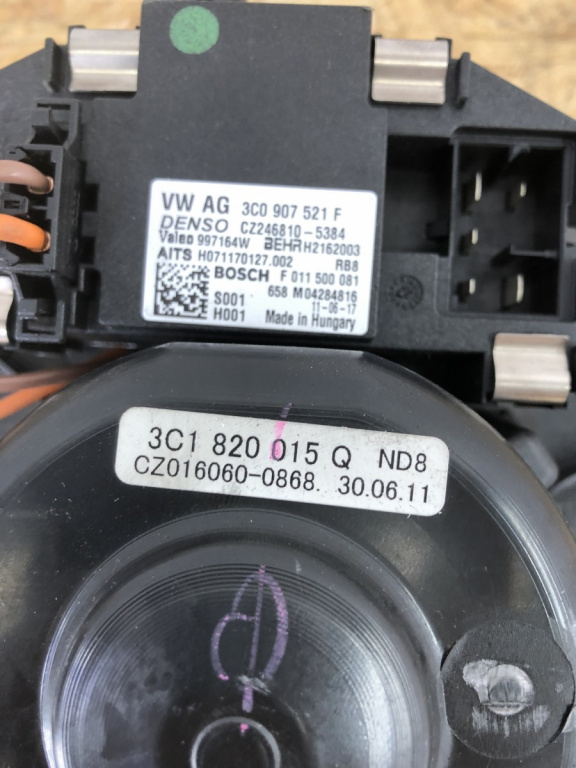 VW AG 3C0 907 521 F
DENSO CZ246810-5384
Valeo 997164W BEHR H2162003
AITS H071170127.002 RB8
BOSCH F 011 500 081
658 M04284816
S001 11-06-17
H001 Made in Hungary
3C1 820 015 Q ND8
CZ016060-0868. 30.06.11